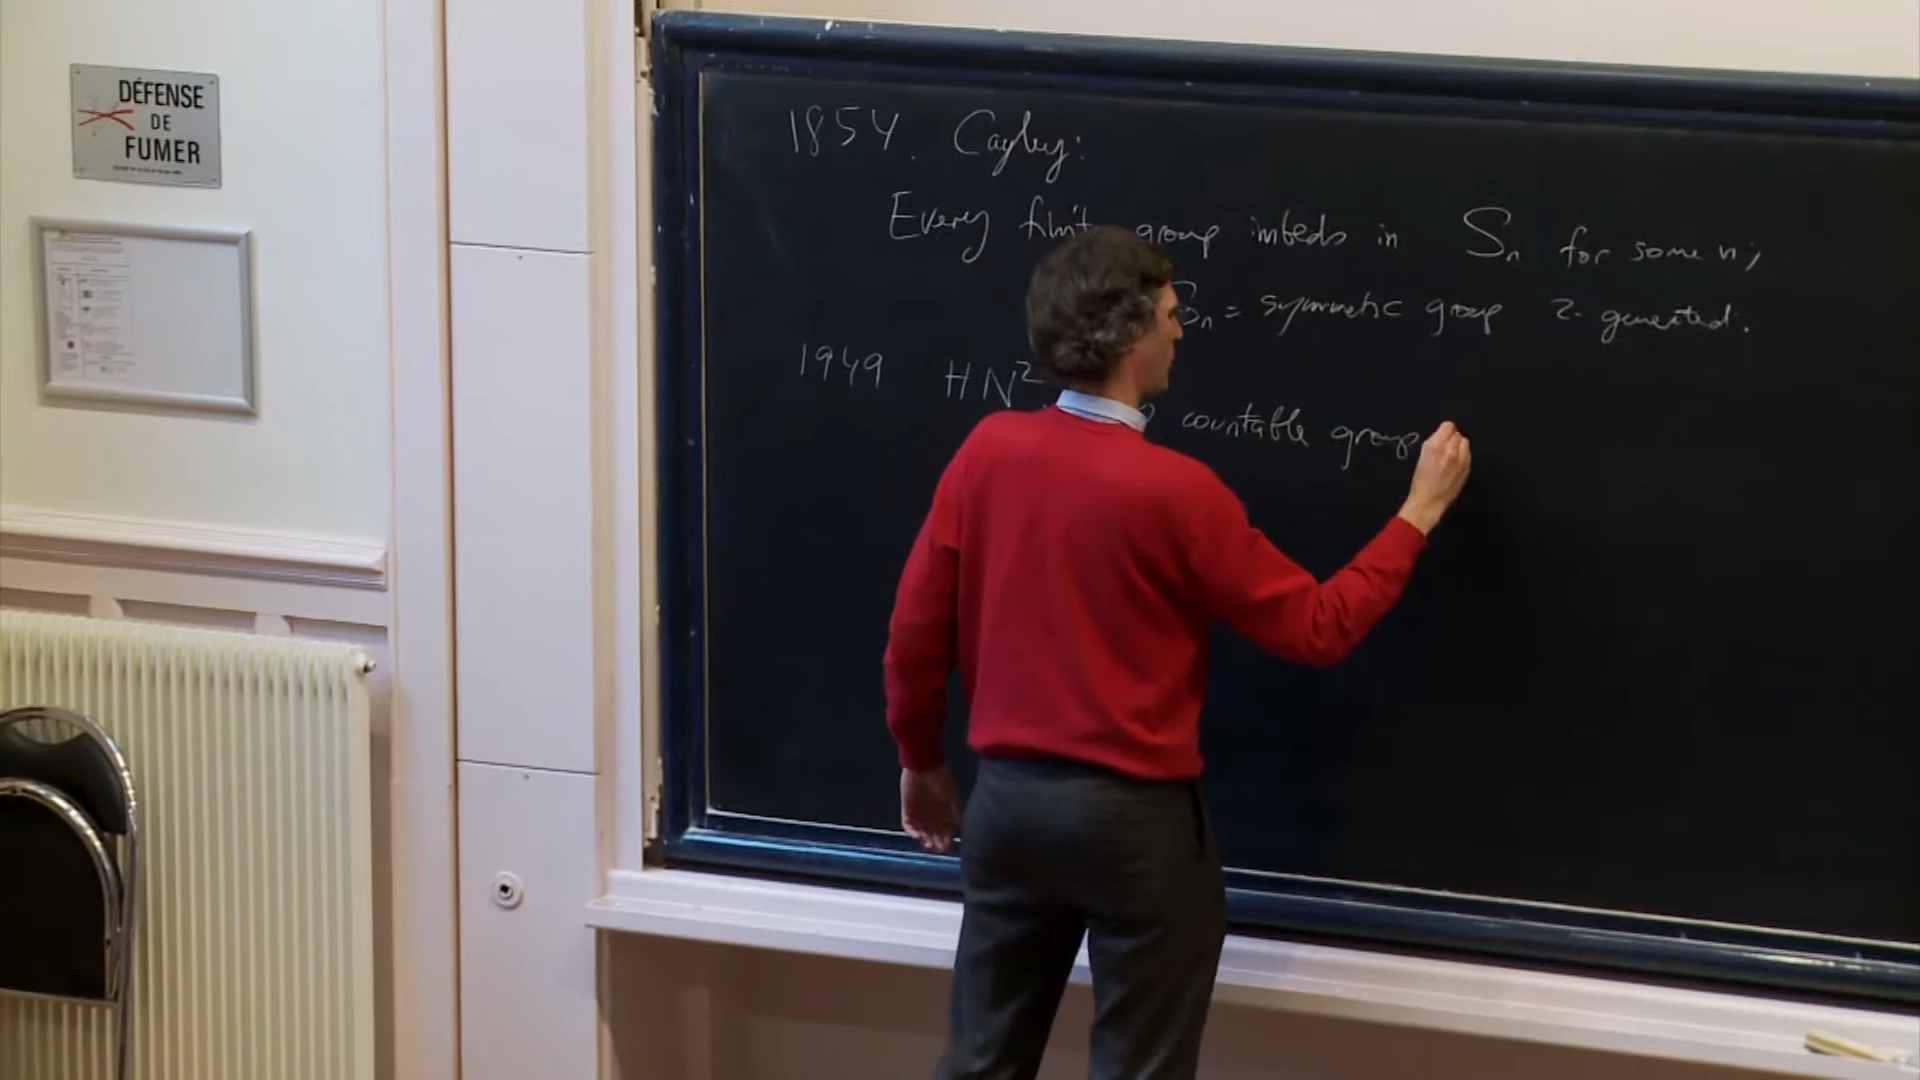 DÉFENSE
DE
FUMER
1854. Cayley:
Every finite group imbeds in Sn for some n;
Sn = symmetric group 2-generated.
1949 HN²
countable group